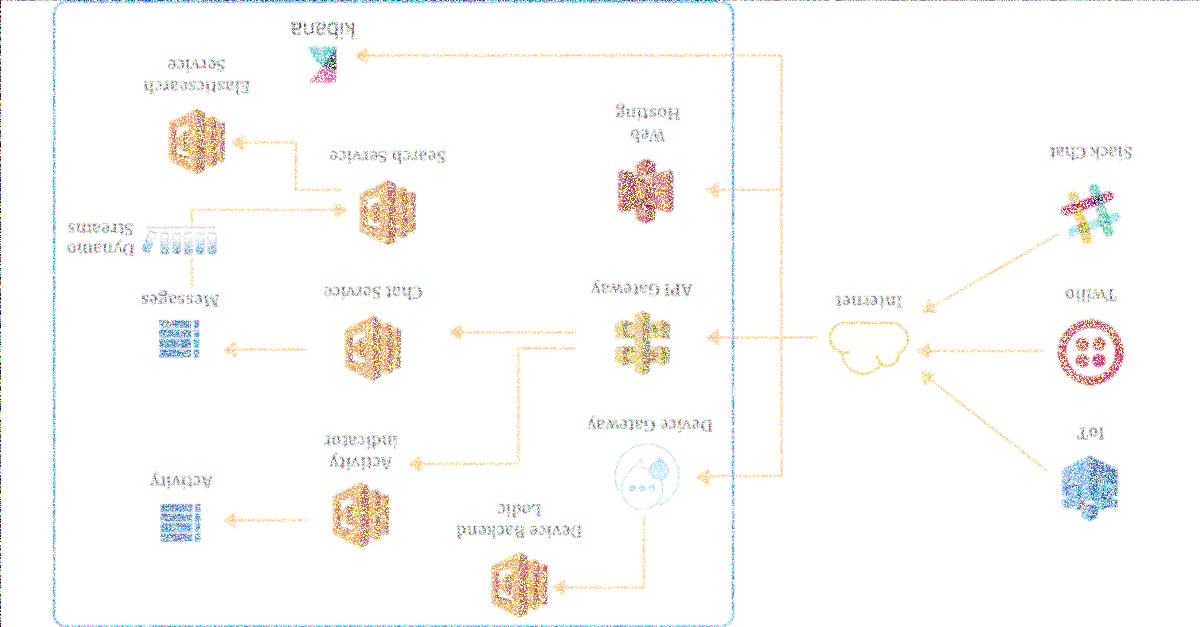 Device Backend
Logic
IoT
Device Gateway
Activity
indicator
Activity
Twilio
Internet
API Gateway
Chat Service
Messages
Dynamo
Streams
Slack Chat
Web
Hosting
Search Service
Elasticsearch
Service
kibana